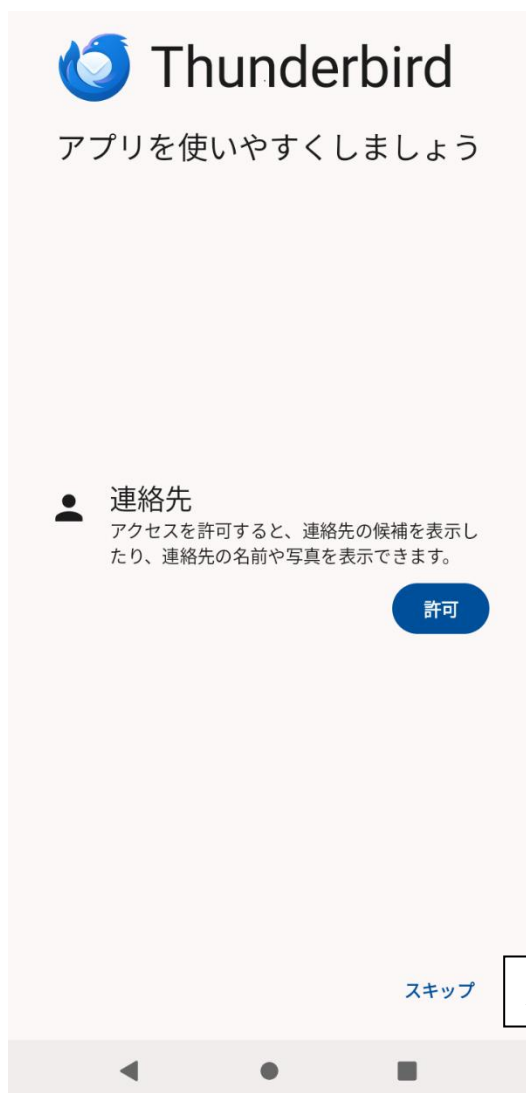 Thunderbird
アプリを使いやすくしましょう
連絡先
アクセスを許可すると、連絡先の候補を表示し
たり、連絡先の名前や写真を表示できます。
許可
スキップ